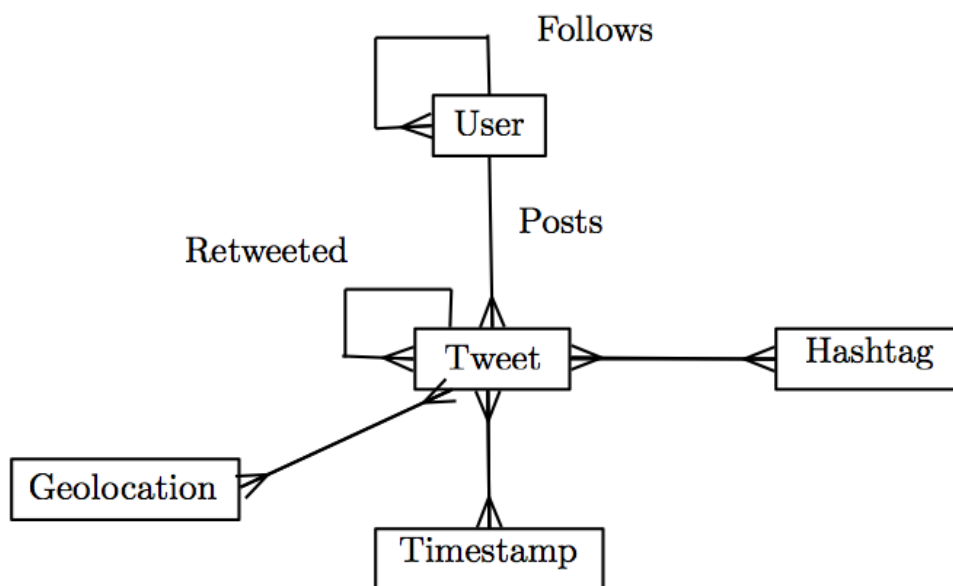 Follows
User
Posts
Retweeted
Tweet
Hashtag
Geolocation
Timestamp